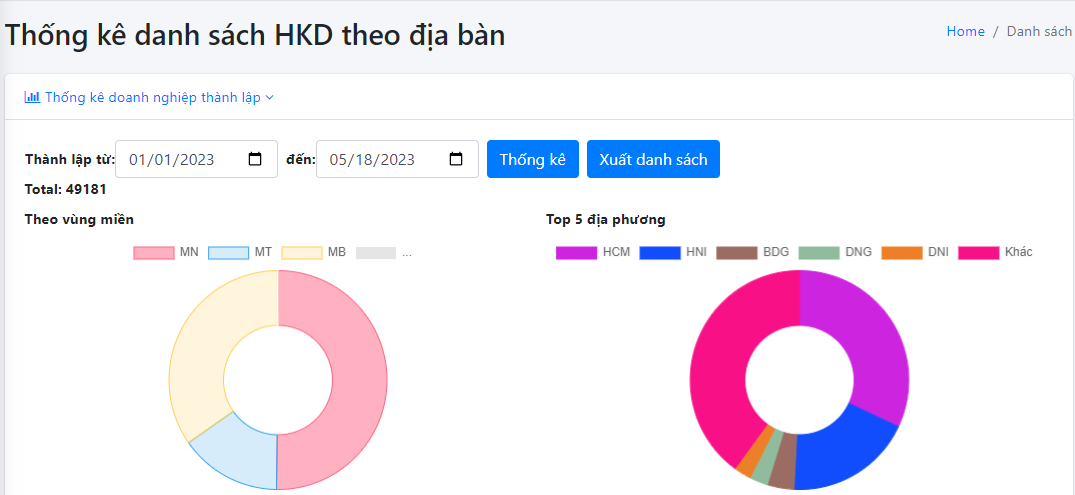 Thống kê danh sách HKD theo địa bàn
Home / Danh sách
Thống kê doanh nghiệp thành lập
Thành lập từ: 01/01/2023 đến: 05/18/2023 Thống kê Xuất danh sách
Total: 49181
Theo vùng miền
MN MT MB ...
Top 5 địa phương
HCM HNI BDG DNG DNI Khác